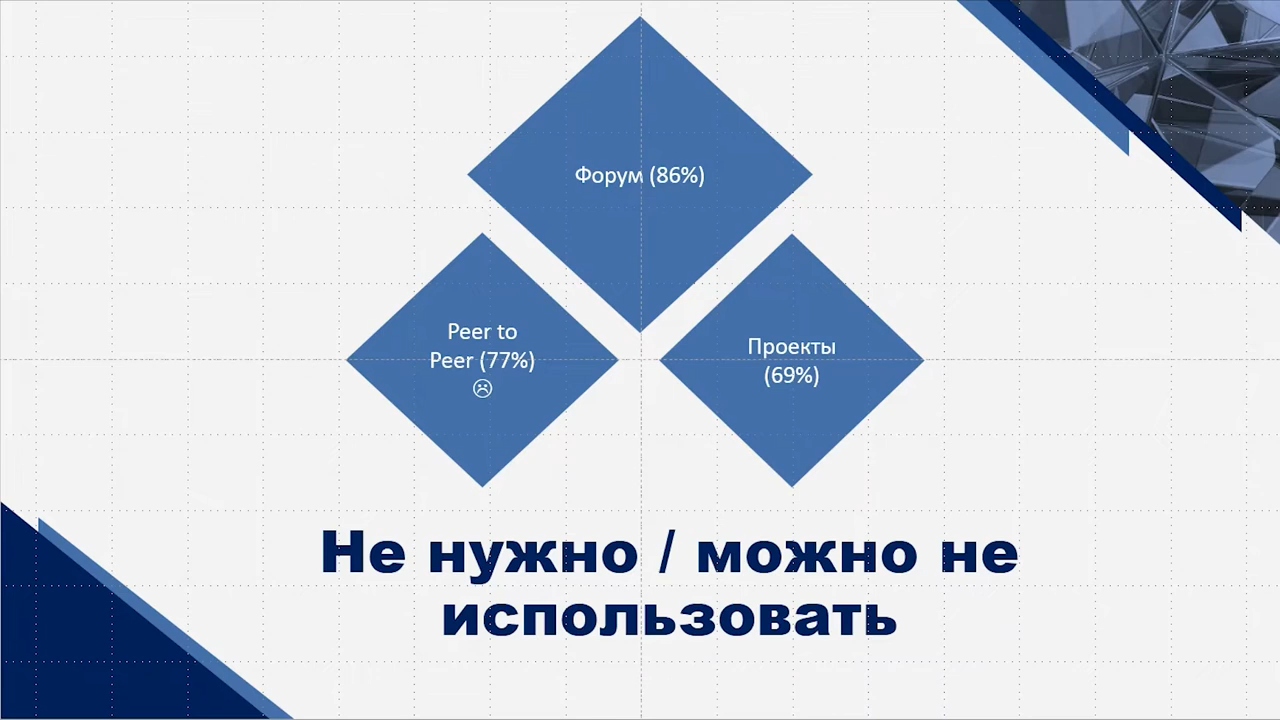 Форум (86%)
Peer to
Peer (77%)
☹
Проекты
(69%)
Не нужно / можно не
использовать